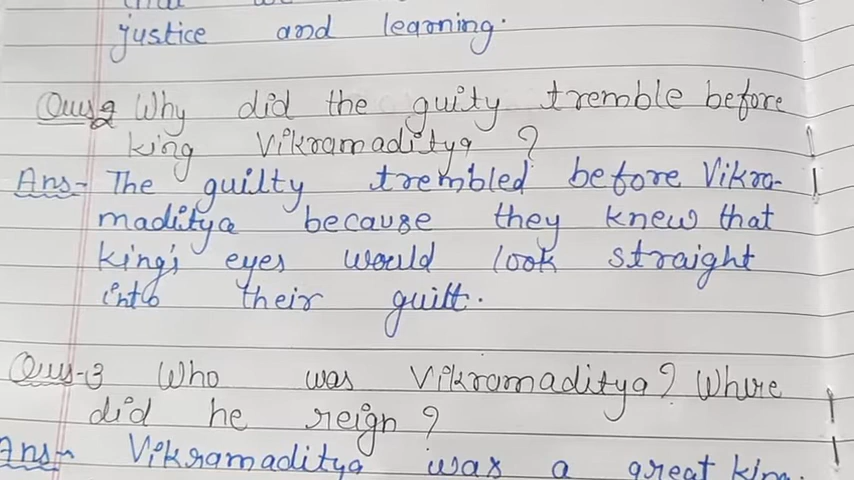 justice and learning.
Ques 2 Why did the guity tremble before
king Vikramaditya ?
Ans- The guilty trembled before Vikra-
maditya because they knew that
king's eyes would look straight
into their guilt.
Ques-3 Who was Vikramaditya? Where
did he reign ?
Ans- Vikramaditya was a great